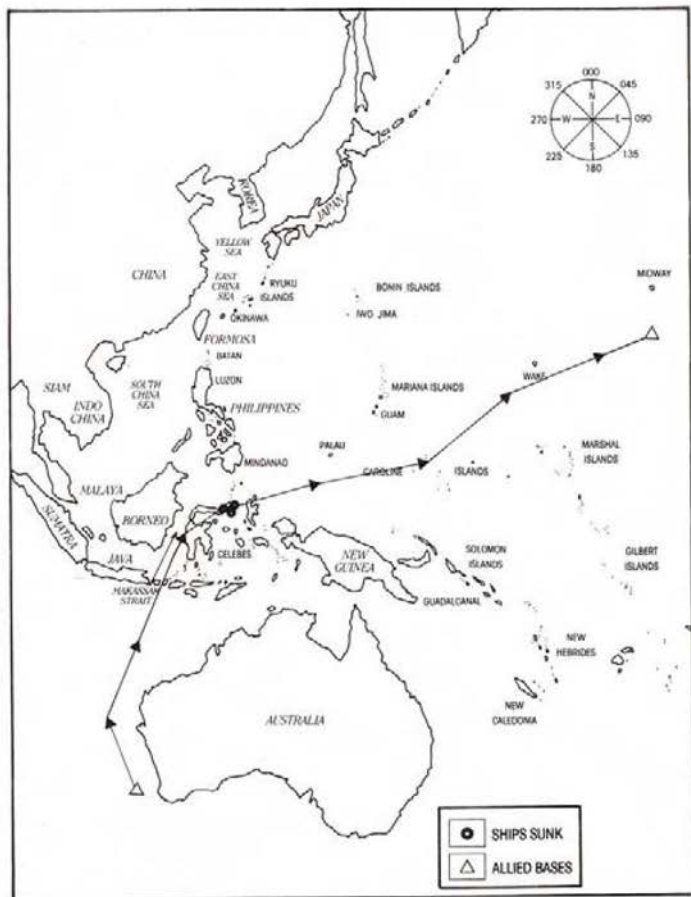 000
315
045
N
270
W
E
090
S
225
135
180
KOREA
JAPAN
YELLOW
SEA
CHINA
EAST
CHINA
SEA
RYUKU
ISLANDS
OKINAWA
BONIN ISLANDS
IWO JIMA
MIDWAY
FORMOSA
BATAN
LUZON
SIAM
INDO
CHINA
SOUTH
CHINA
SEA
PHILIPPINES
MARIANA ISLANDS
GUAM
WAKE
MINDANAO
PALAU
CAROLINE
ISLANDS
MARSHAL
ISLANDS
MALAYA
SUMATRA
BORNEO
JAVA
MAKASSAR
STRAIT
CELEBES
NEW
GUINEA
SOLOMON
ISLANDS
GILBERT
ISLANDS
GUADALCANAL
NEW
HEBRIDES
NEW
CALEDONIA
AUSTRALIA
SHIPS SUNK
ALLIED BASES